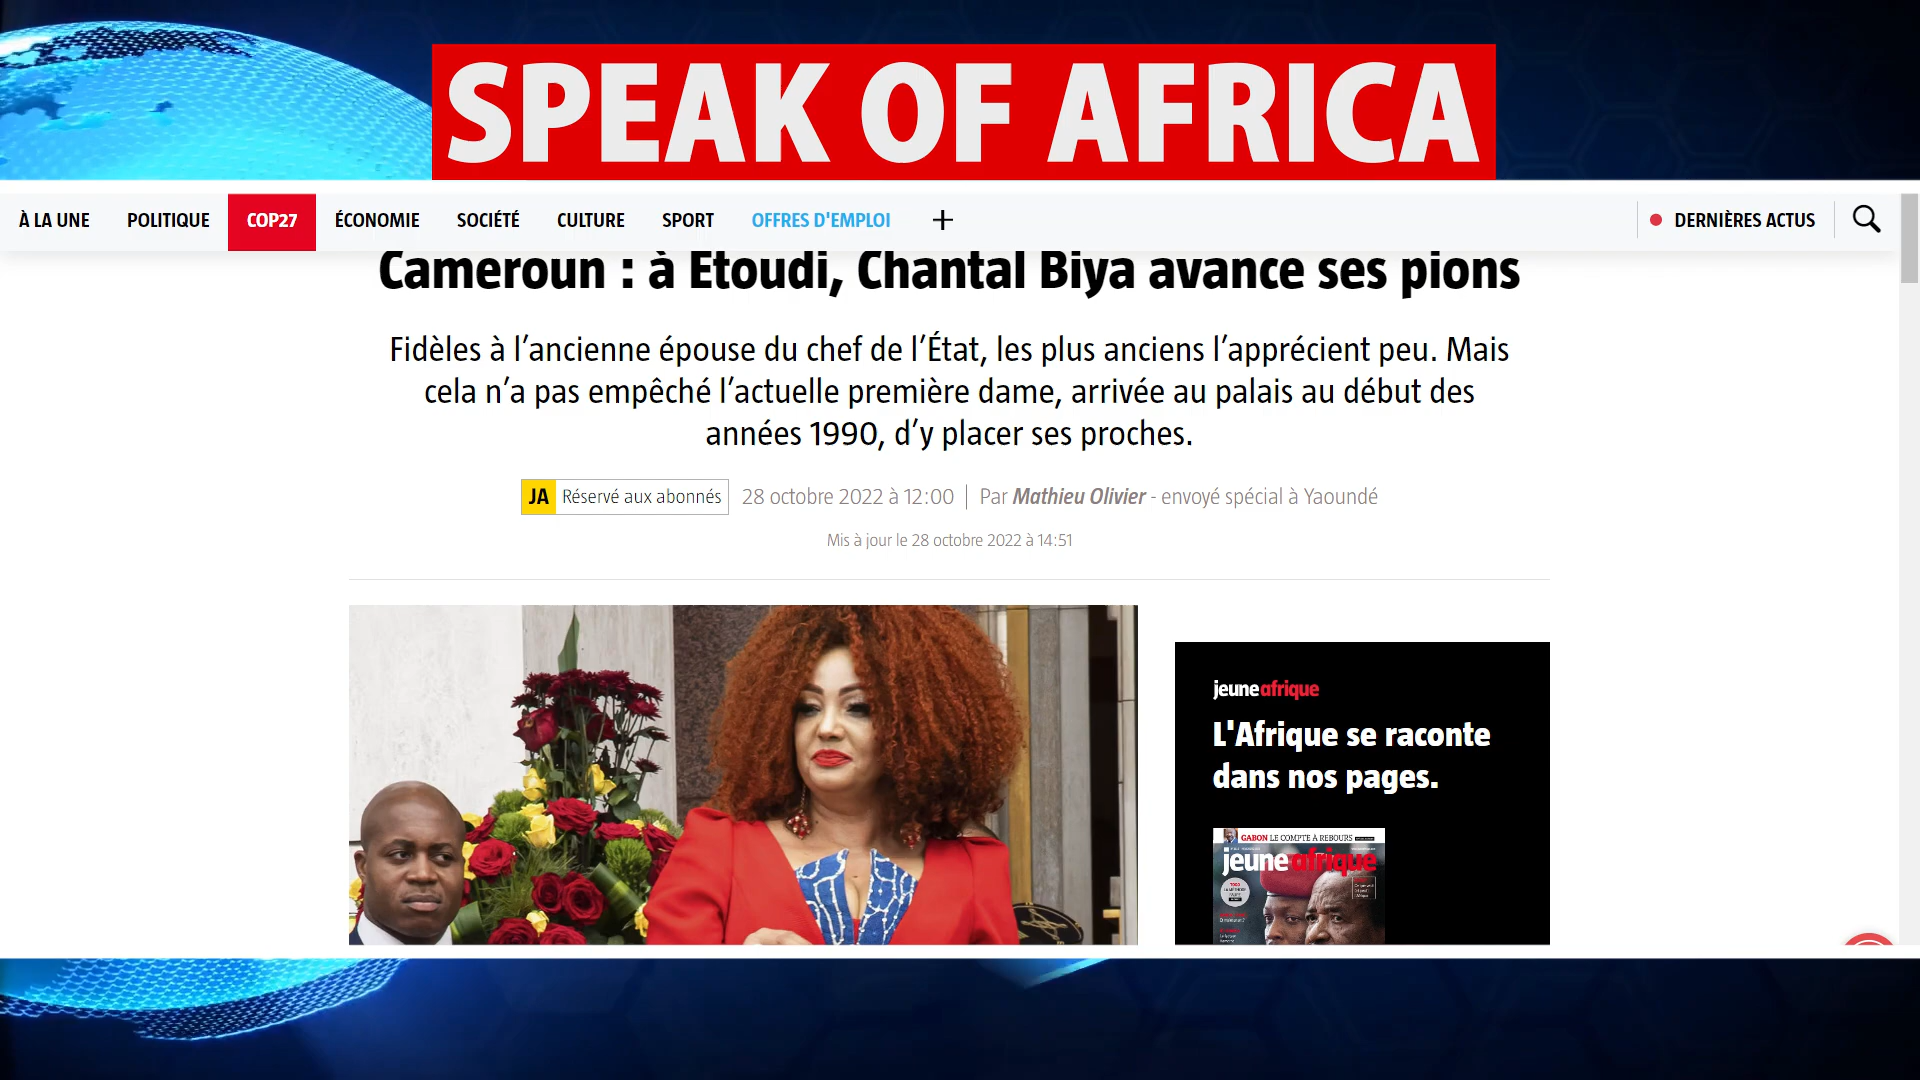 SPEAK OF AFRICA
À LA UNE
POLITIQUE
COP27
ÉCONOMIE
SOCIÉTÉ
CULTURE
SPORT
OFFRES D'EMPLOI
DERNIÈRES ACTUS
Cameroun : à Etoudi, Chantal Biya avance ses pions
Fidèles à l’ancienne épouse du chef de l’État, les plus anciens l’apprécient peu. Mais
cela n’a pas empêché l’actuelle première dame, arrivée au palais au début des
années 1990, d’y placer ses proches.
JA Réservé aux abonnés 28 octobre 2022 à 12:00 | Par Mathieu Olivier - envoyé spécial à Yaoundé
Mis à jour le 28 octobre 2022 à 14:51
jeuneafrique
L'Afrique se raconte
dans nos pages.
GABON LE COMPTE À REBOURS
jeuneafrique